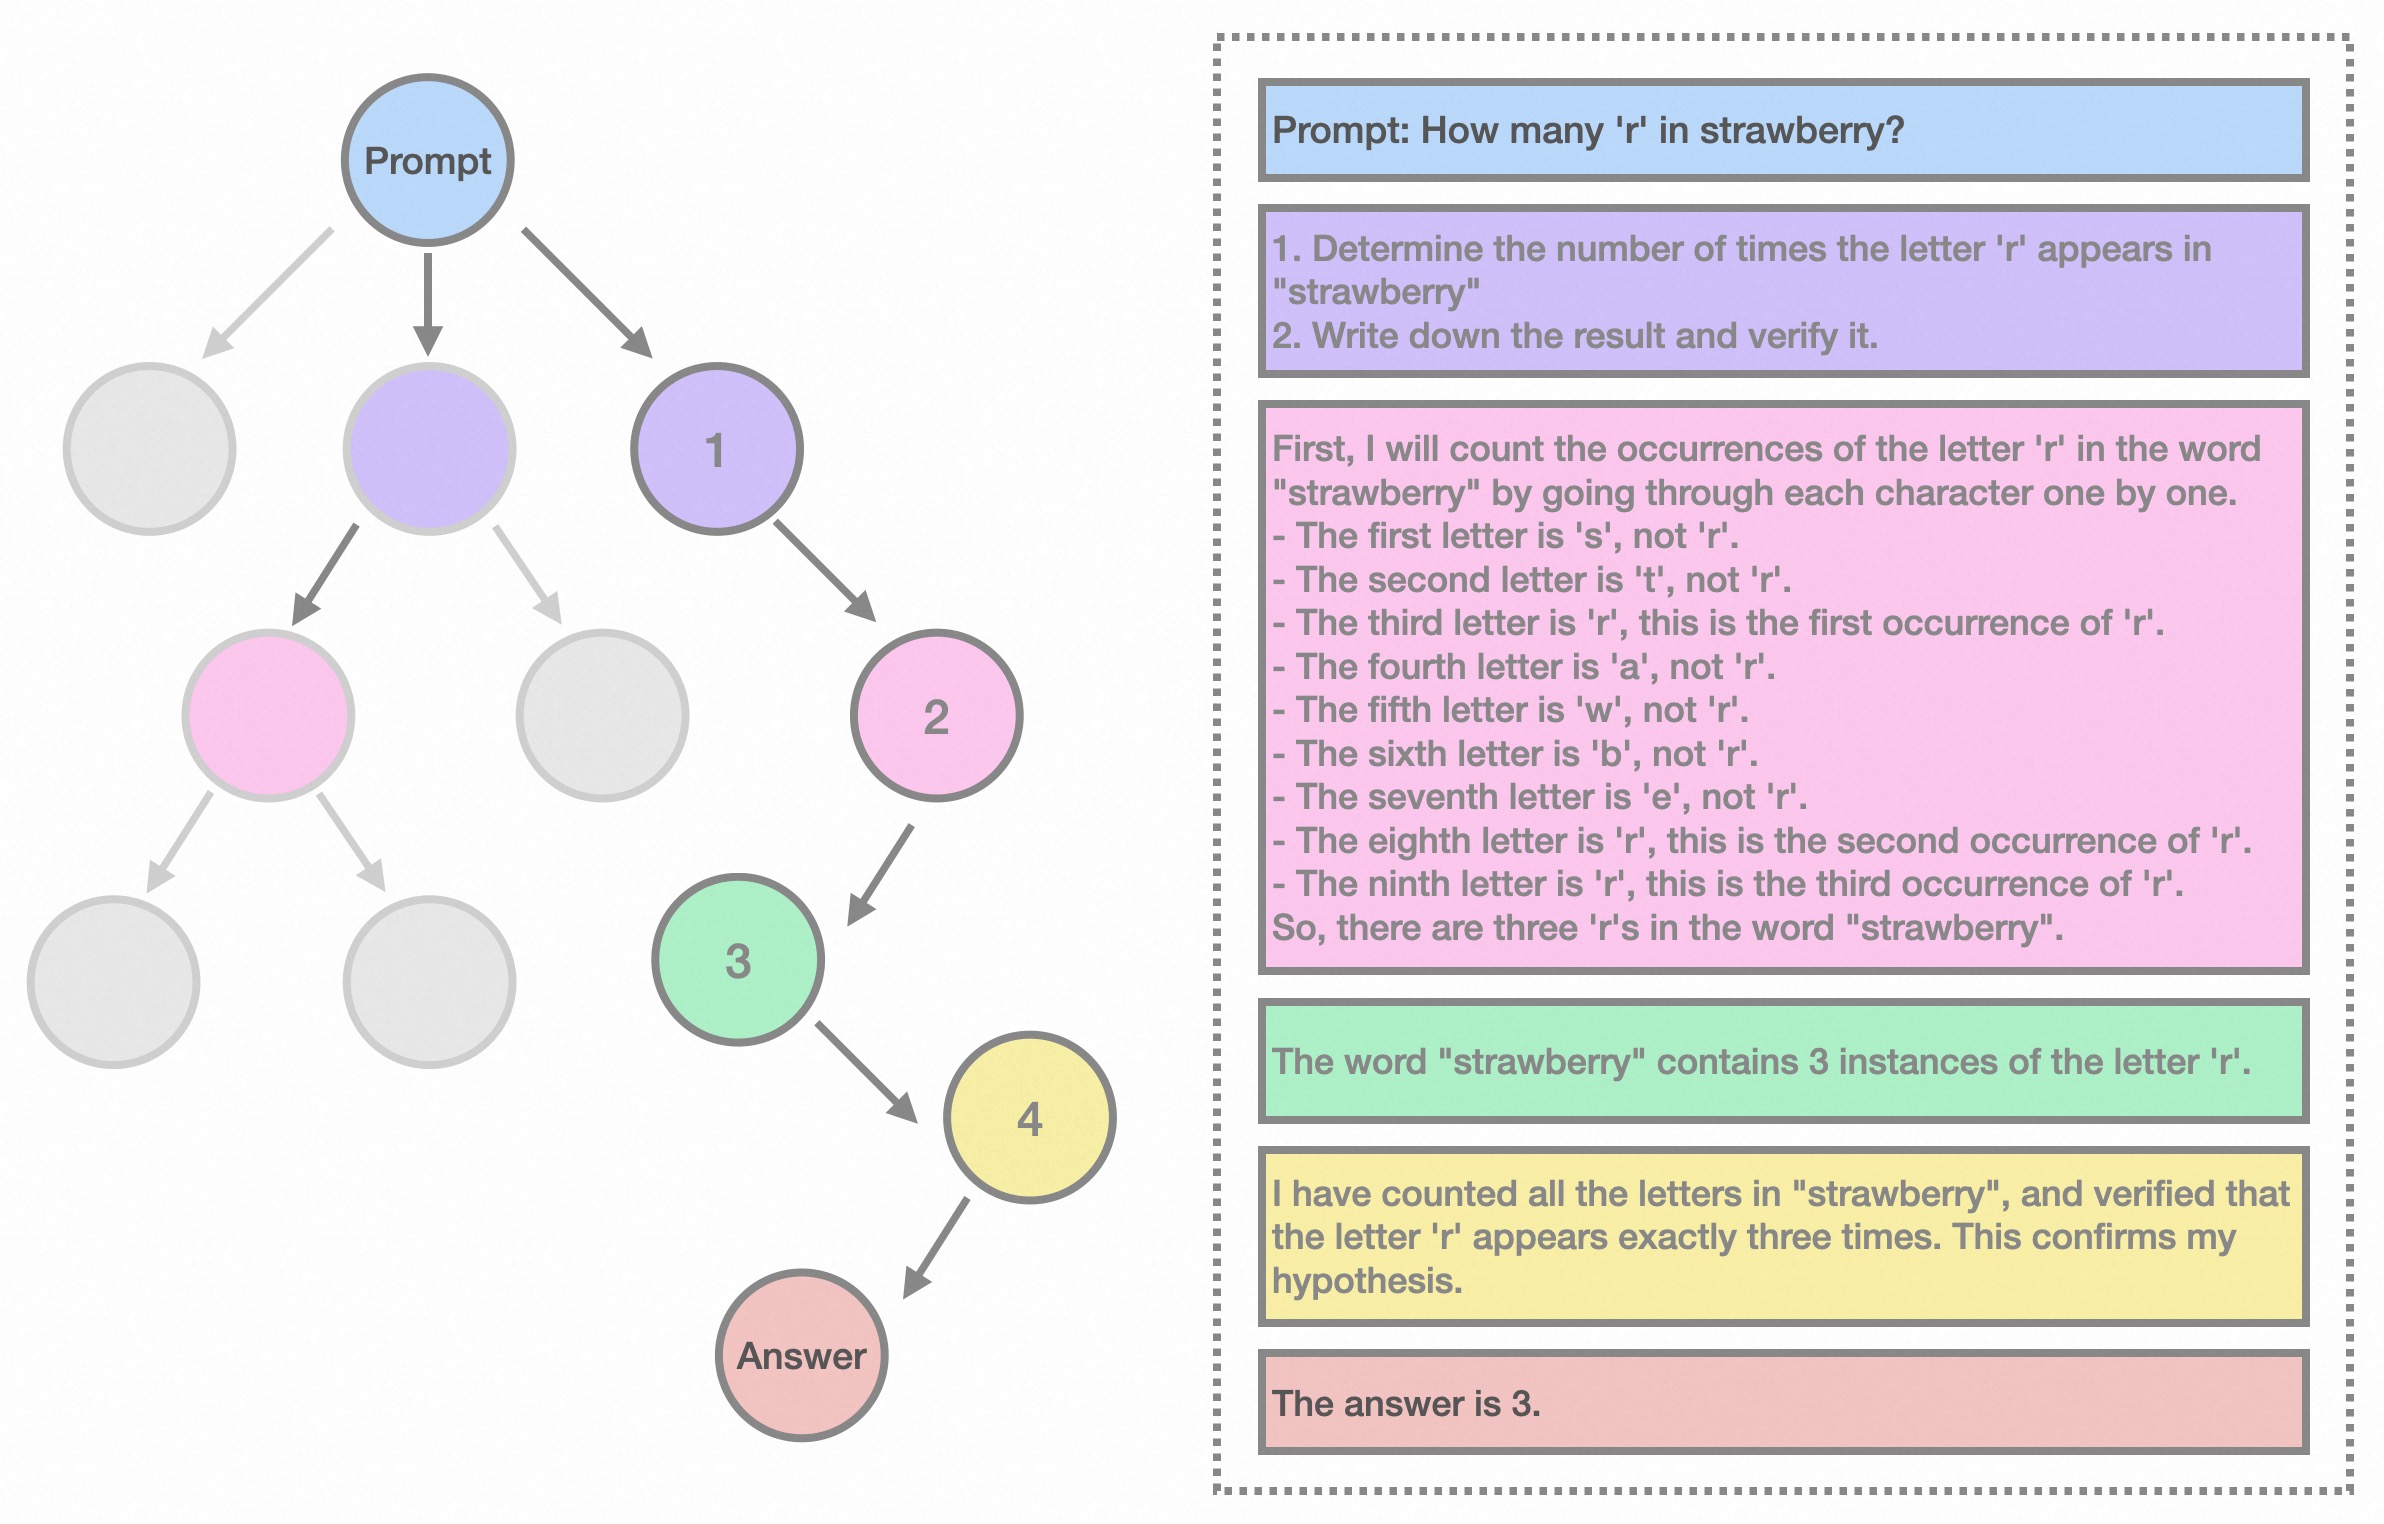 Prompt
1
2
3
4
Answer
Prompt: How many 'r' in strawberry?
1. Determine the number of times the letter 'r' appears in
"strawberry"
2. Write down the result and verify it.
First, I will count the occurrences of the letter 'r' in the word
"strawberry" by going through each character one by one.
- The first letter is 's', not 'r'.
- The second letter is 't', not 'r'.
- The third letter is 'r', this is the first occurrence of 'r'.
- The fourth letter is 'a', not 'r'.
- The fifth letter is 'w', not 'r'.
- The sixth letter is 'b', not 'r'.
- The seventh letter is 'e', not 'r'.
- The eighth letter is 'r', this is the second occurrence of 'r'.
- The ninth letter is 'r', this is the third occurrence of 'r'.
So, there are three 'r's in the word "strawberry".
The word "strawberry" contains 3 instances of the letter 'r'.
I have counted all the letters in "strawberry", and verified that
the letter 'r' appears exactly three times. This confirms my
hypothesis.
The answer is 3.